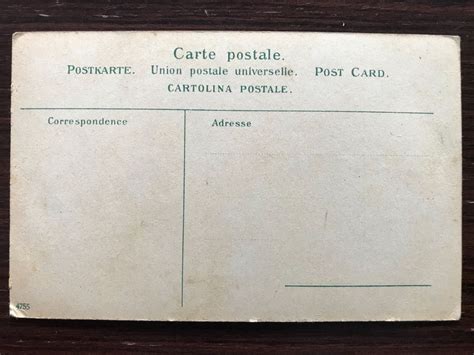 Carte postale.
POSTKARTE. Union postale universelle. POST CARD.
CARTOLINA POSTALE.
Correspondence Adresse
4755